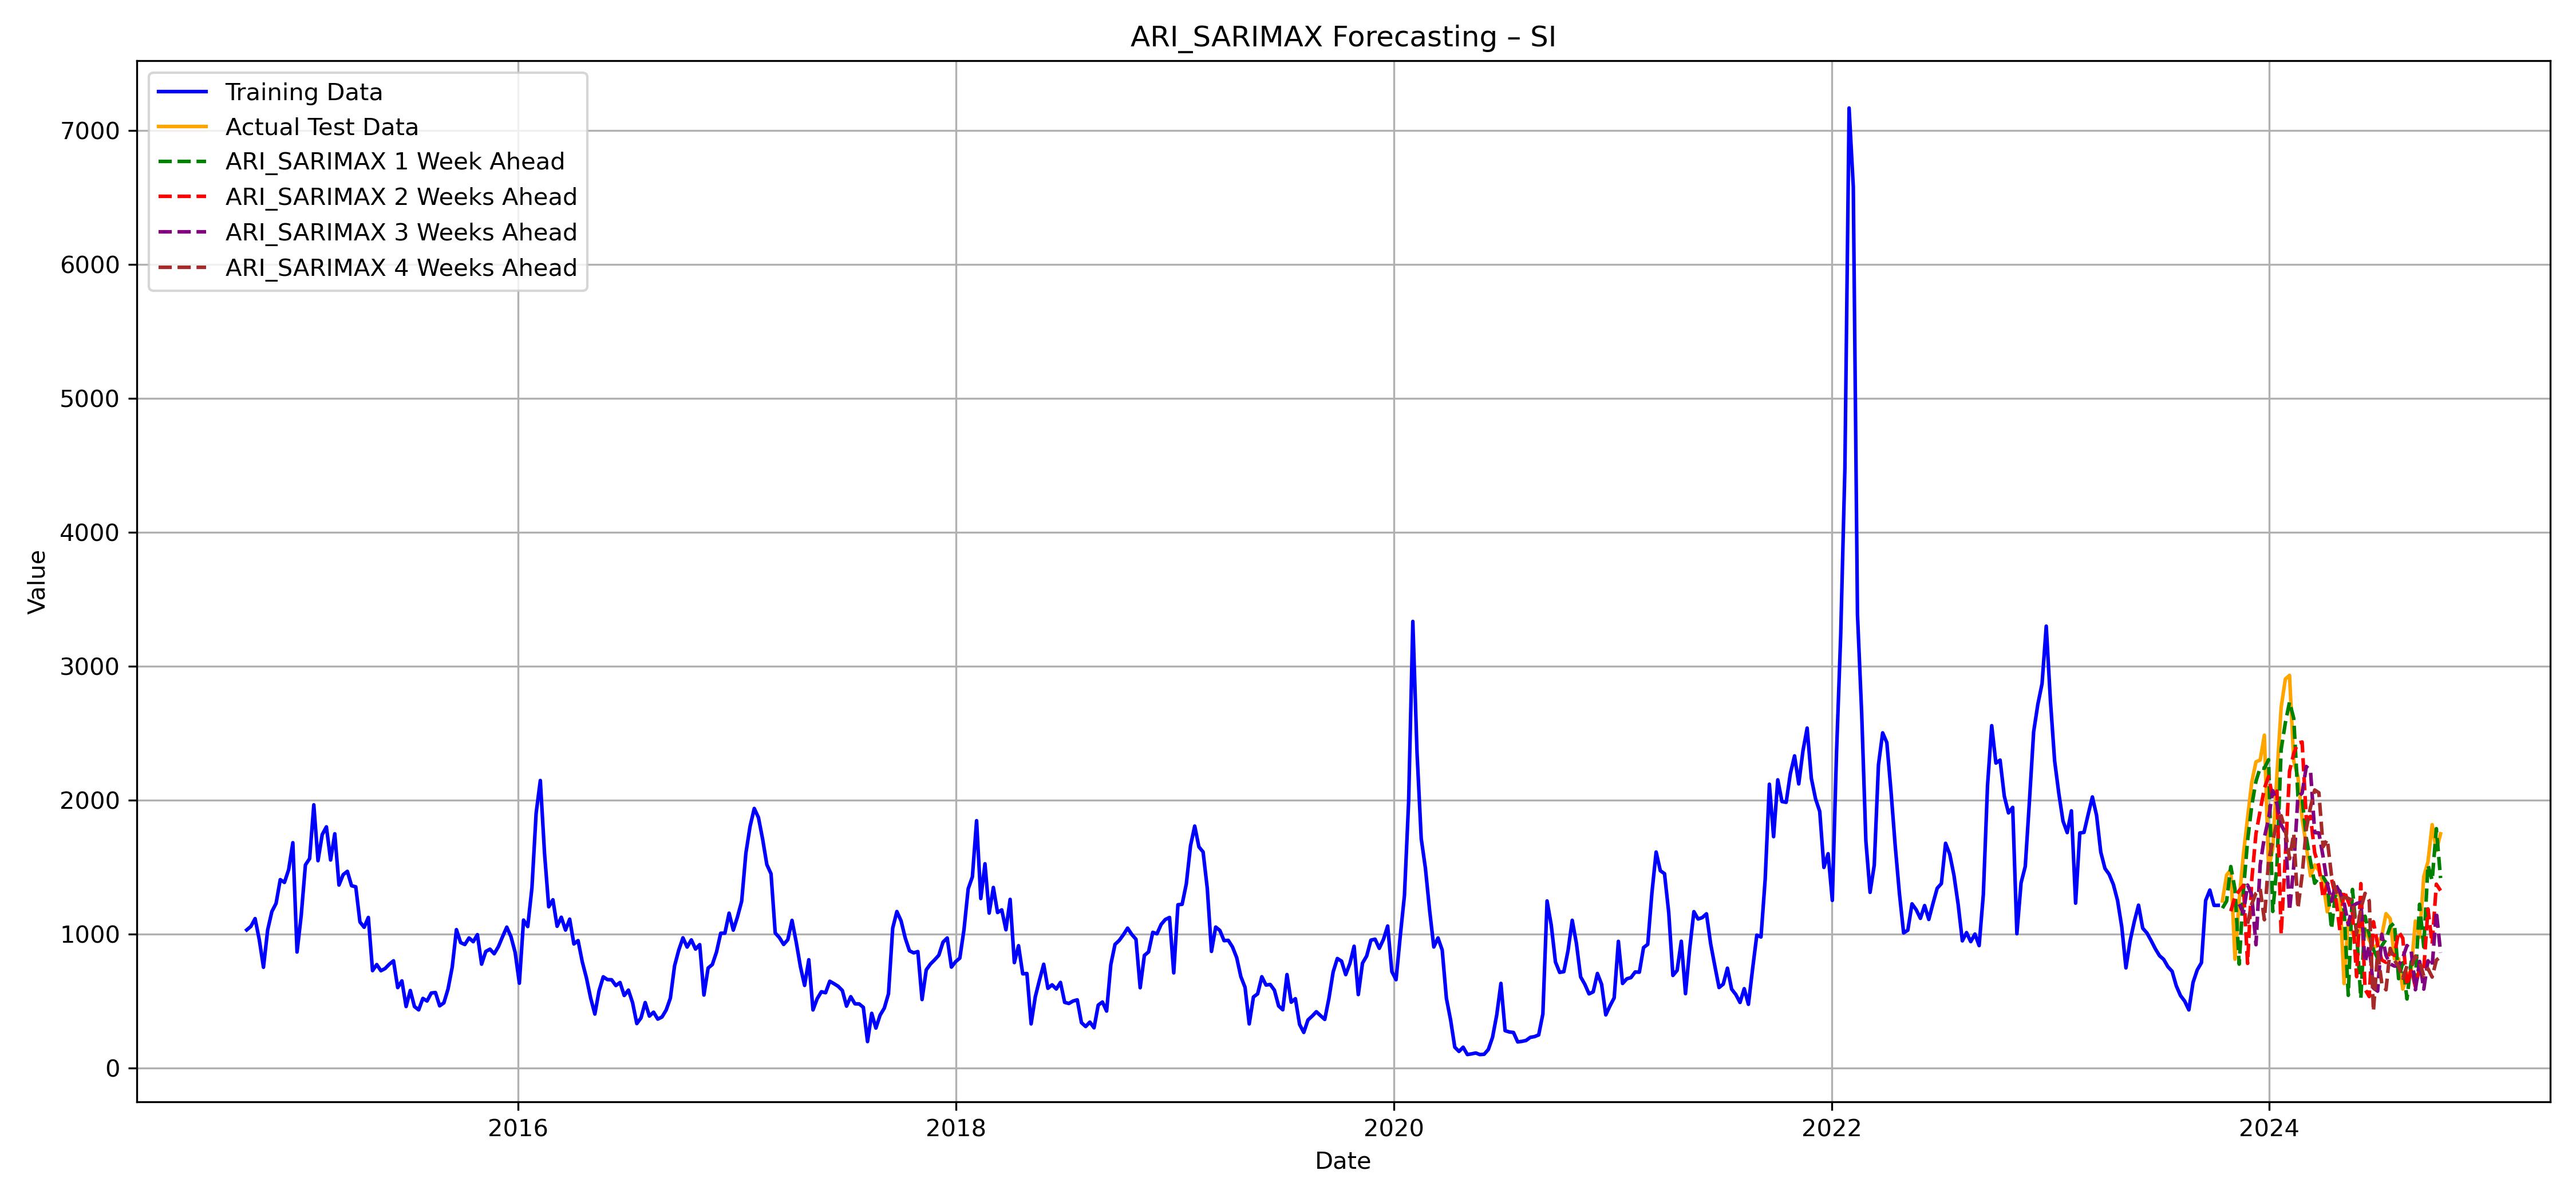 ARI_SARIMAX Forecasting – SI
Training Data
Actual Test Data
ARI_SARIMAX 1 Week Ahead
ARI_SARIMAX 2 Weeks Ahead
ARI_SARIMAX 3 Weeks Ahead
ARI_SARIMAX 4 Weeks Ahead
7000
6000
5000
4000
3000
2000
1000
0
Value
2016
2018
2020
2022
2024
Date